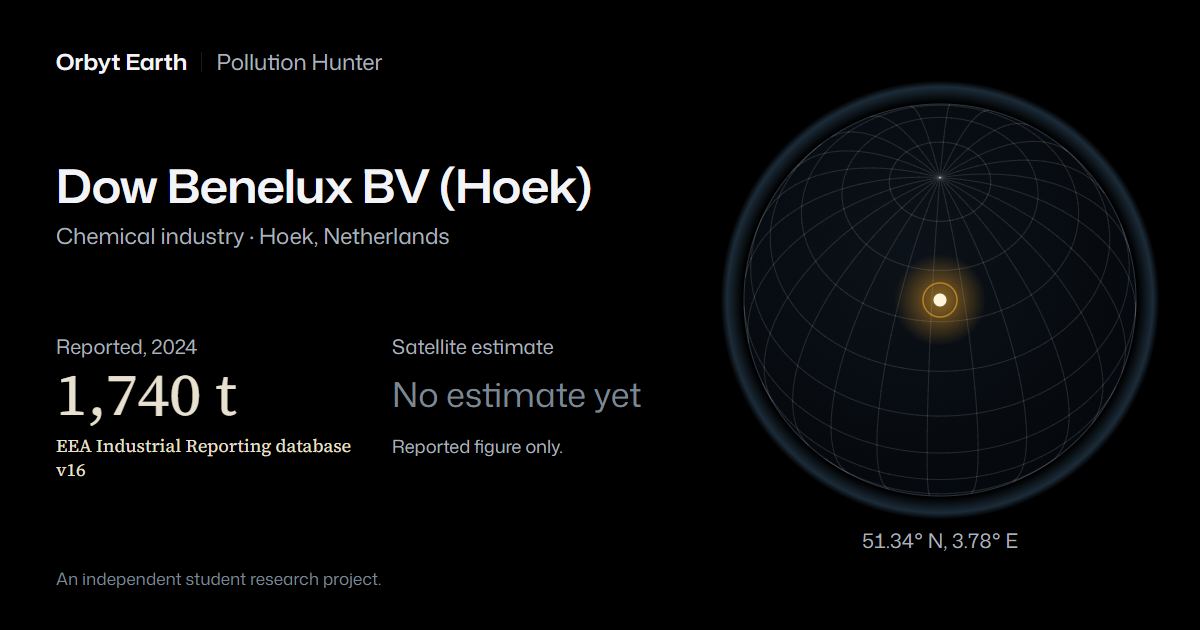 Orbyt Earth | Pollution Hunter
Dow Benelux BV (Hoek)
Chemical industry · Hoek, Netherlands
Reported, 2024
1,740 t
EEA Industrial Reporting database
v16
Satellite estimate
No estimate yet
Reported figure only.
51.34° N, 3.78° E
An independent student research project.